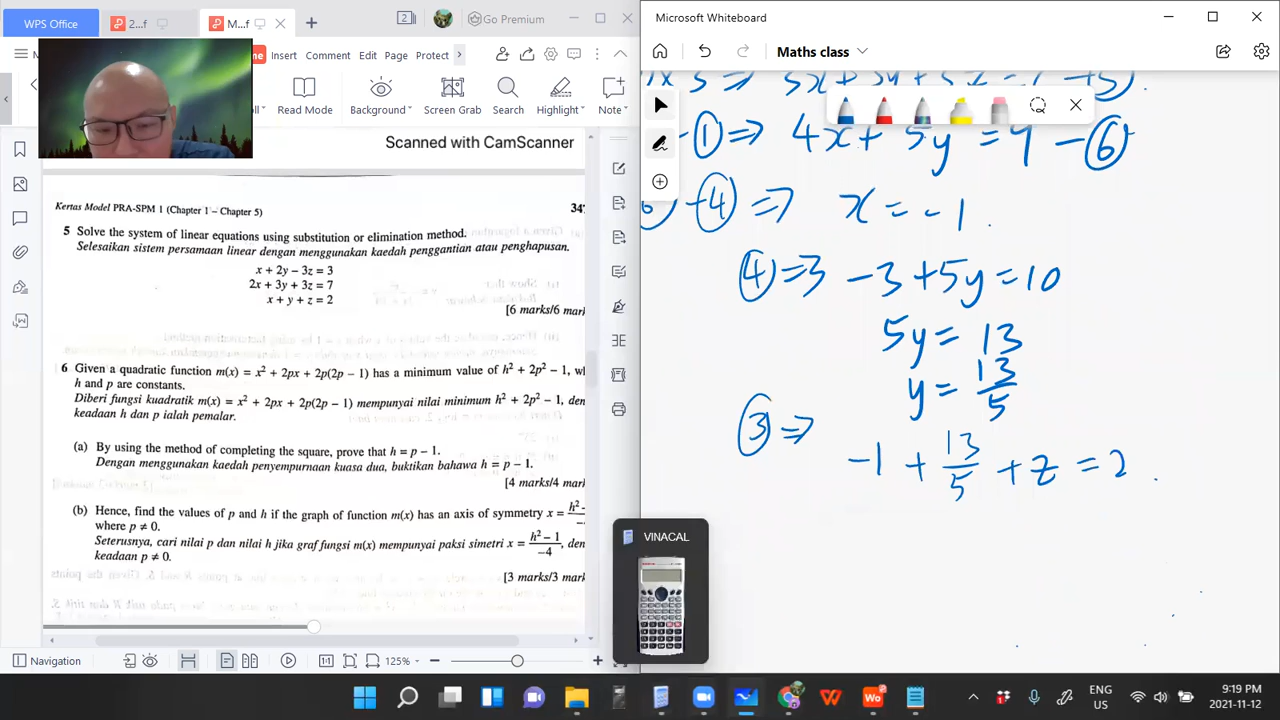 WPS Office
2...f
M...f
Go Premium
Insert
Comment
Edit
Page
Protect
Read Mode
Background
Screen Grab
Search
Highlight
Note
Scanned with CamScanner
Kertas Model PRA-SPM 1 (Chapter 1 – Chapter 5)
347
5 Solve the system of linear equations using substitution or elimination method.
Selesaikan sistem persamaan linear dengan menggunakan kaedah penggantian atau penghapusan.
x + 2y − 3z = 3
2x + 3y + 3z = 7
x + y + z = 2
[6 marks/6 mar
6 Given a quadratic function m(x) = x² + 2px + 2p(2p − 1) has a minimum value of h² + 2p² − 1, w
h and p are constants.
Diberi fungsi kuadratik m(x) = x² + 2px + 2p(2p − 1) mempunyai nilai minimum h² + 2p² − 1, den
keadaan h dan p ialah pemalar.
(a) By using the method of completing the square, prove that h = p − 1.
Dengan menggunakan kaedah penyempurnaan kuasa dua, buktikan bahawa h = p − 1.
[4 marks/4 mar
(b) Hence, find the values of p and h if the graph of function m(x) has an axis of symmetry x = h² −
where p ≠ 0.
Seterusnya, cari nilai p dan nilai h jika graf fungsi m(x) mempunyai paksi simetri x = (h² − 1)/(−4), den
keadaan p ≠ 0.
[3 marks/3 mar
Navigation
125%
Microsoft Whiteboard
Maths class
① ⇒ 4x + 5y = 9 − ⑥
− ④ ⇒ x = −1.
④ ⇒ 3 −3 + 5y = 10
5y = 13
y = 13/5
③ ⇒
−1 + 13/5 + z = 2
VINACAL
ENG
US
9:19 PM
2021-11-12